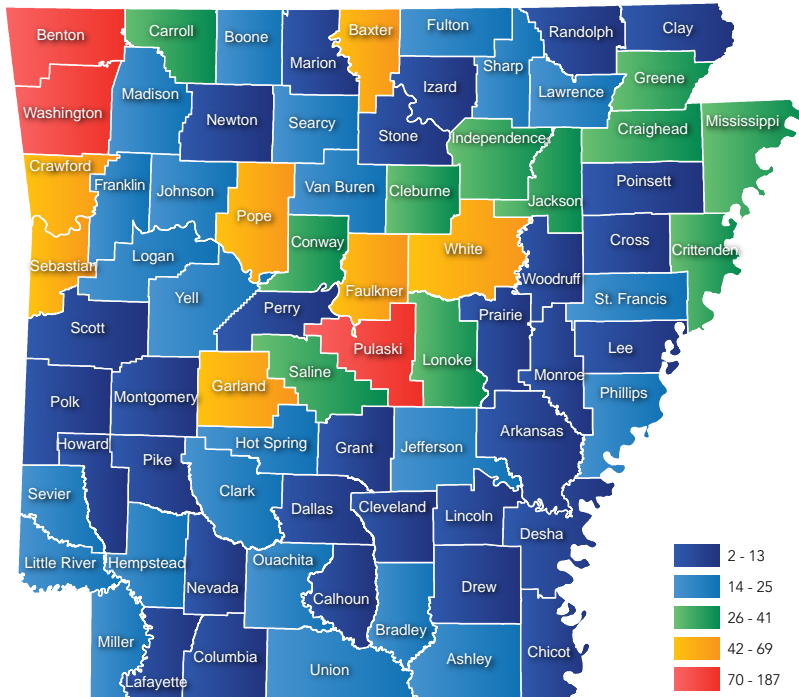 Benton
Carroll
Boone
Marion
Baxter
Fulton
Randolph
Clay
Sharp
Izard
Greene
Lawrence
Madison
Washington
Newton
Searcy
Stone
Independence
Craighead
Mississippi
Crawford
Franklin
Johnson
Van Buren
Cleburne
Jackson
Poinsett
Pope
Conway
White
Cross
Crittenden
Sebastian
Logan
Woodruff
Faulkner
Yell
St. Francis
Perry
Prairie
Scott
Pulaski
Lonoke
Lee
Saline
Monroe
Garland
Polk
Montgomery
Phillips
Howard
Hot Spring
Grant
Jefferson
Arkansas
Pike
Sevier
Clark
Dallas
Cleveland
Lincoln
Desha
Little River
Hempstead
Ouachita
Nevada
Calhoun
Drew
Bradley
Miller
Lafayette
Columbia
Union
Ashley
Chicot
2 - 13
14 - 25
26 - 41
42 - 69
70 - 187